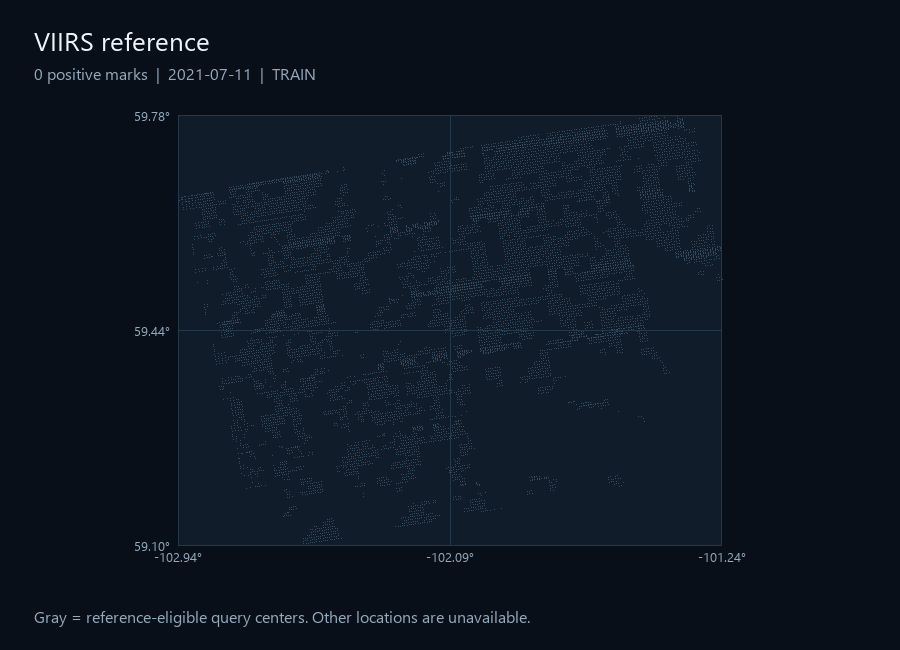 VIIRS reference
0 positive marks | 2021-07-11 | TRAIN
59.78°
59.44°
59.10°
-102.94°
-102.09°
-101.24°
Gray = reference-eligible query centers. Other locations are unavailable.